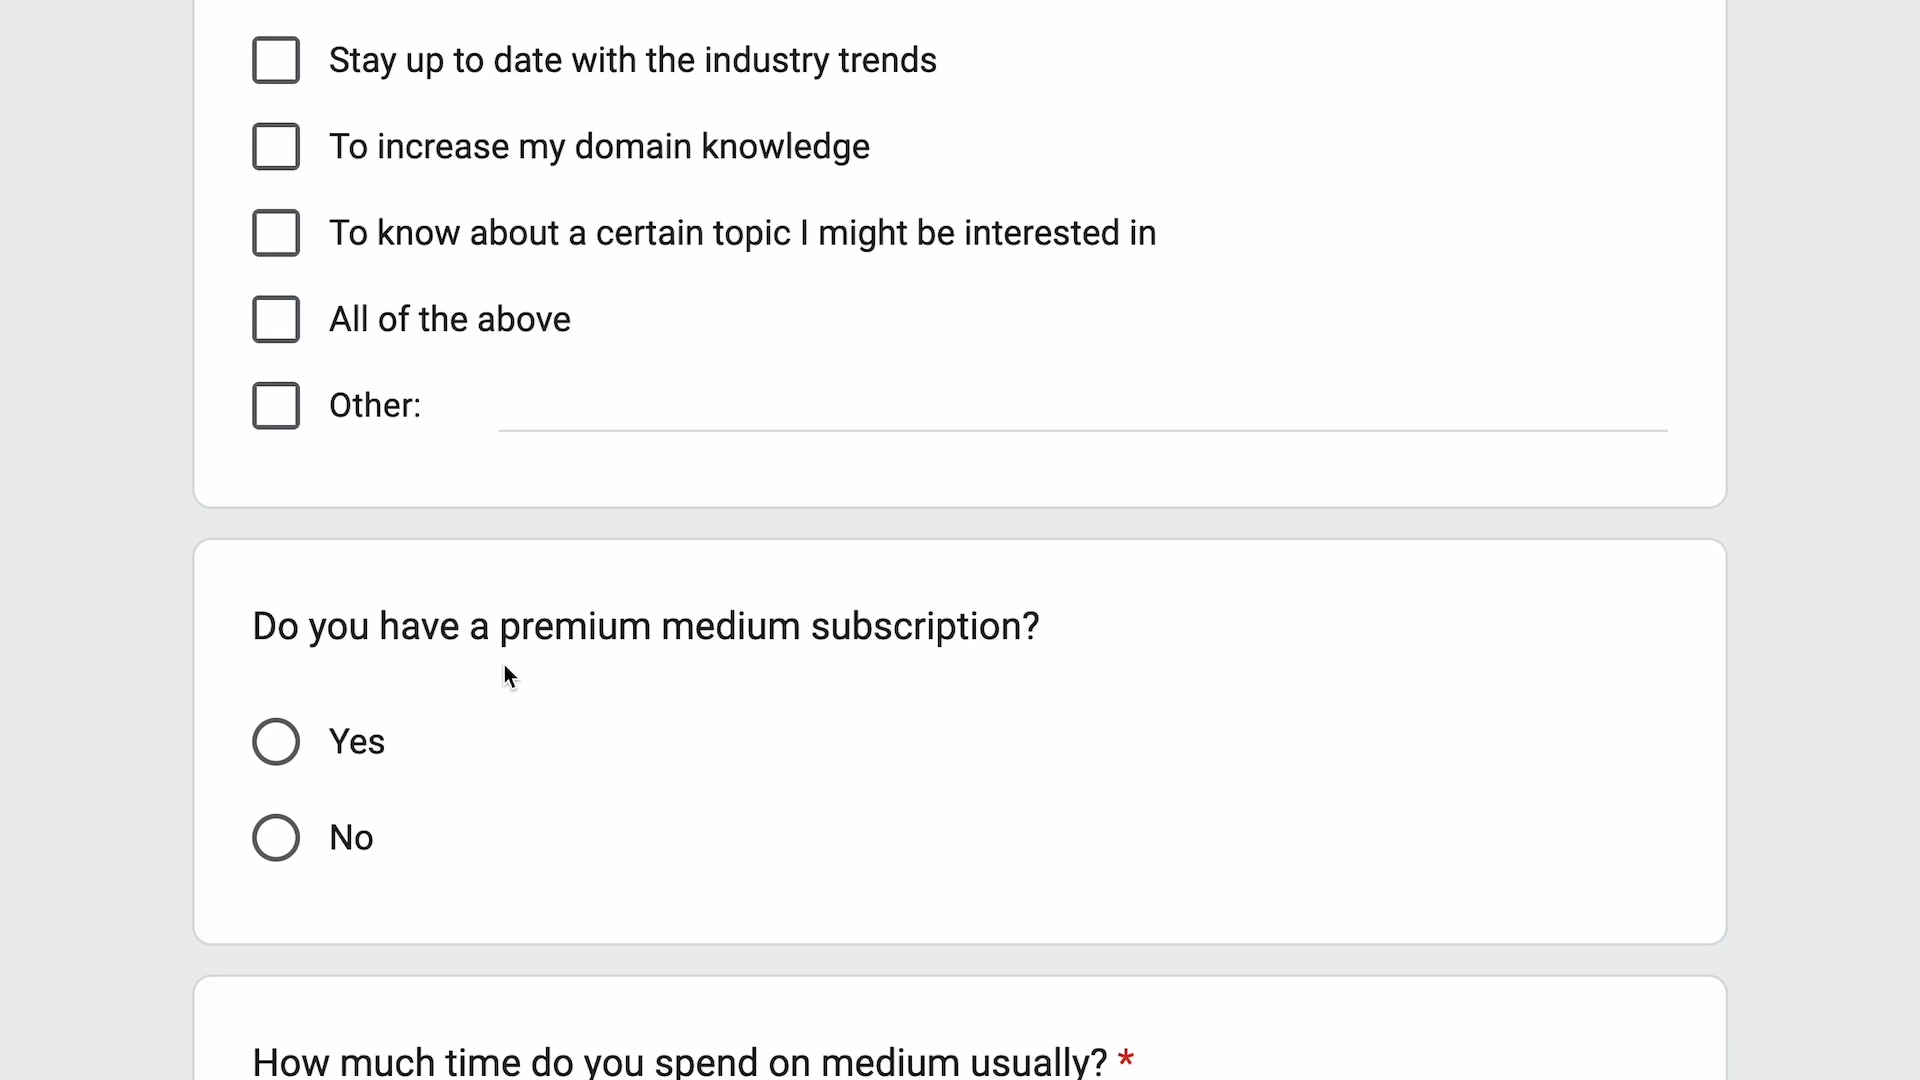 Stay up to date with the industry trends
To increase my domain knowledge
To know about a certain topic I might be interested in
All of the above
Other:
Do you have a premium medium subscription?
Yes
No
How much time do you spend on medium usually? *